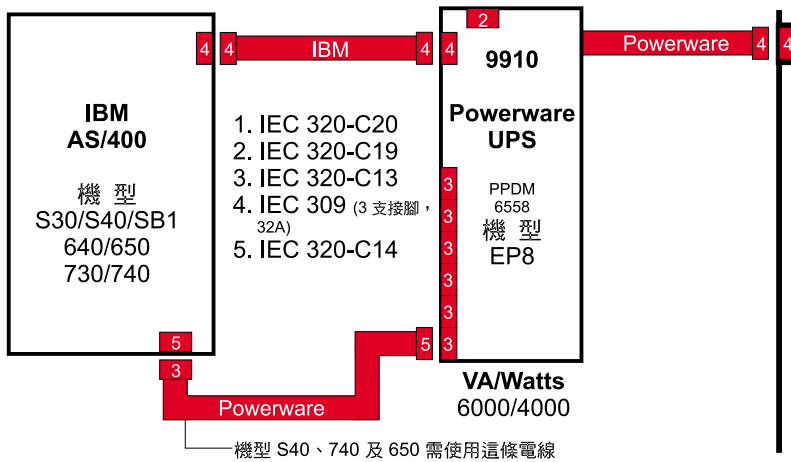 2
4
4
IBM
4
4
9910
Powerware
4
4
IBM
AS/400
機 型
S30/S40/SB1
640/650
730/740
1. IEC 320-C20
2. IEC 320-C19
3. IEC 320-C13
4. IEC 309 (3 支接腳，
32A)
5. IEC 320-C14
Powerware
UPS
PPDM
6558
機 型
EP8
3
3
3
3
3
3
5
3
5
Powerware
VA/Watts
6000/4000
機型 S40、740 及 650 需使用這條電線